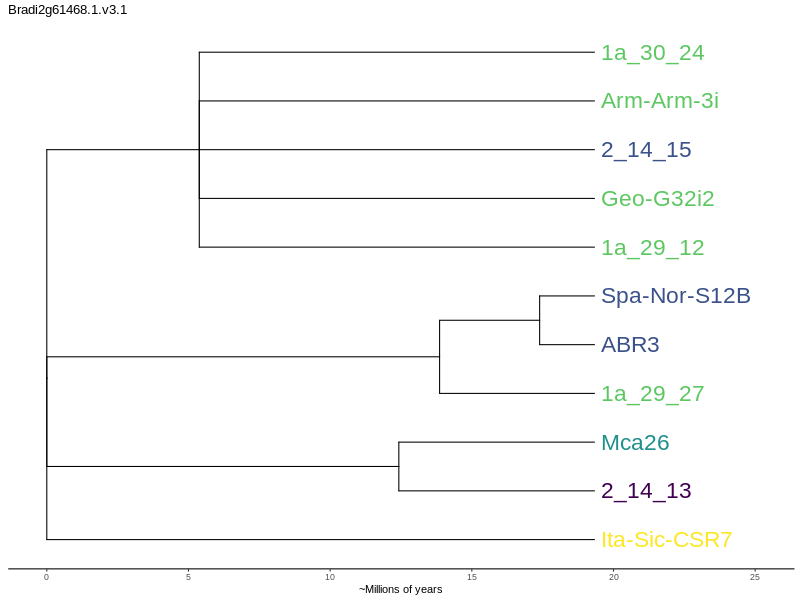 Bradi2g61468.1.v3.1
1a_30_24
Arm-Arm-3i
2_14_15
Geo-G32i2
1a_29_12
Spa-Nor-S12B
ABR3
1a_29_27
Mca26
2_14_13
Ita-Sic-CSR7
0 5 10 15 20 25
~Millions of years